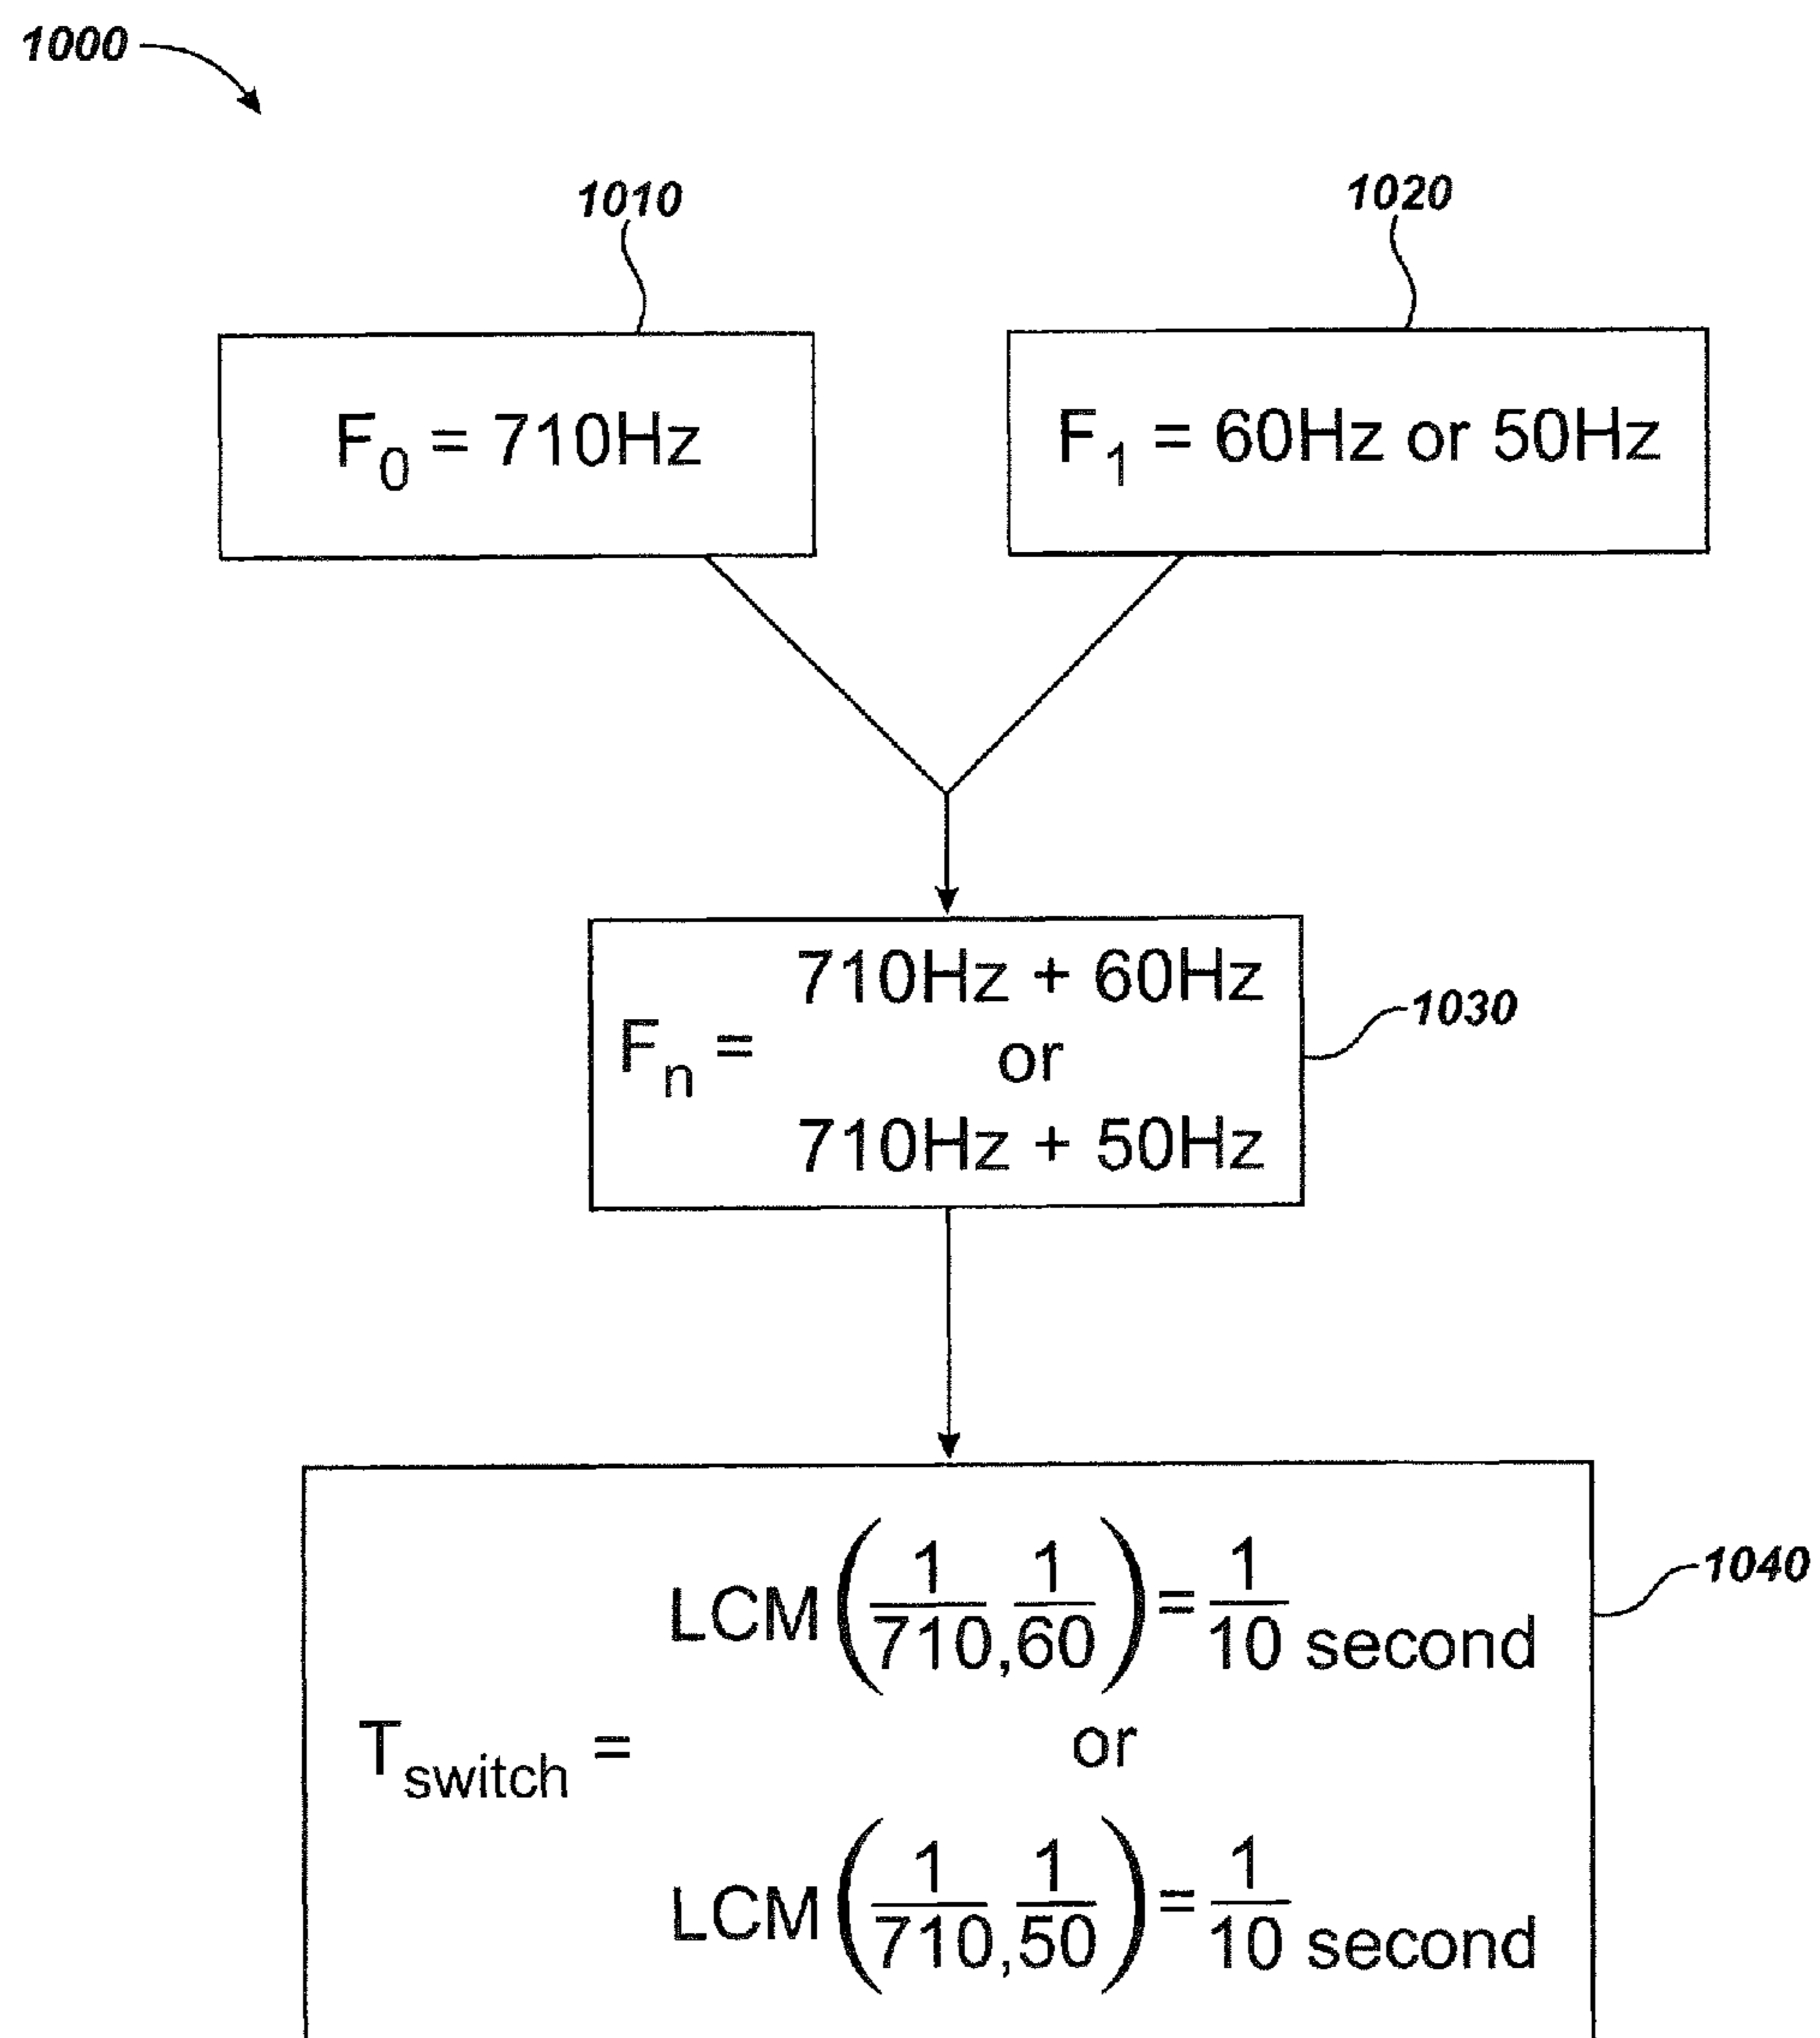 1000
1010
1020
F₀ = 710Hz
F₁ = 60Hz or 50Hz
710Hz + 60Hz
Fₙ = or
710Hz + 50Hz
1030
LCM(1/710, 1/60) = 1/10 second
T_switch = or
LCM(1/710, 1/50) = 1/10 second
1040